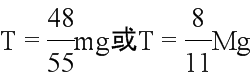 T = 48/55 mg或T = 8/11 Mg